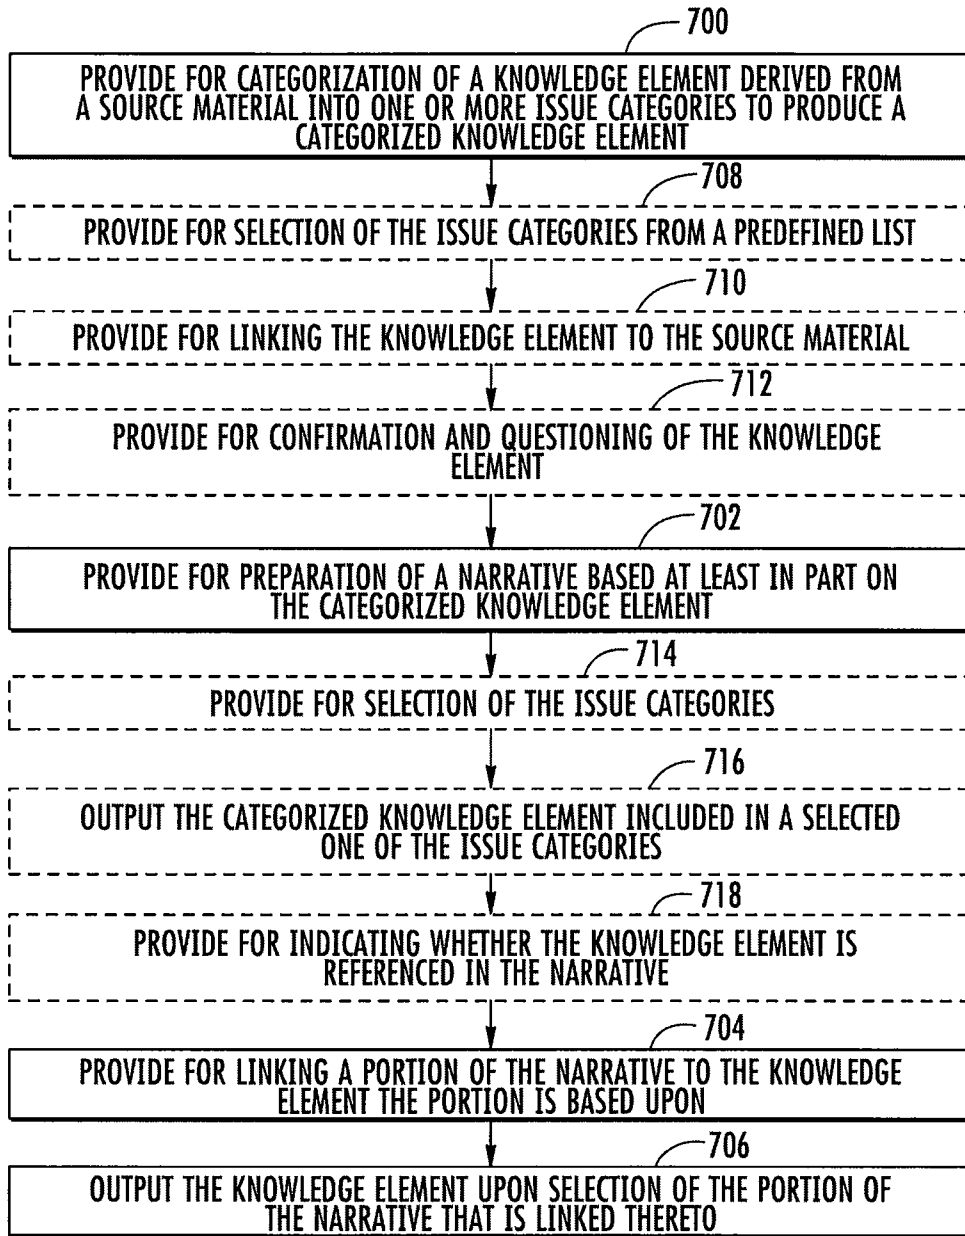 700
PROVIDE FOR CATEGORIZATION OF A KNOWLEDGE ELEMENT DERIVED FROM
A SOURCE MATERIAL INTO ONE OR MORE ISSUE CATEGORIES TO PRODUCE A
CATEGORIZED KNOWLEDGE ELEMENT
708
PROVIDE FOR SELECTION OF THE ISSUE CATEGORIES FROM A PREDEFINED LIST
710
PROVIDE FOR LINKING THE KNOWLEDGE ELEMENT TO THE SOURCE MATERIAL
712
PROVIDE FOR CONFIRMATION AND QUESTIONING OF THE KNOWLEDGE
ELEMENT
702
PROVIDE FOR PREPARATION OF A NARRATIVE BASED AT LEAST IN PART ON
THE CATEGORIZED KNOWLEDGE ELEMENT
714
PROVIDE FOR SELECTION OF THE ISSUE CATEGORIES
716
OUTPUT THE CATEGORIZED KNOWLEDGE ELEMENT INCLUDED IN A SELECTED
ONE OF THE ISSUE CATEGORIES
718
PROVIDE FOR INDICATING WHETHER THE KNOWLEDGE ELEMENT IS
REFERENCED IN THE NARRATIVE
704
PROVIDE FOR LINKING A PORTION OF THE NARRATIVE TO THE KNOWLEDGE
ELEMENT THE PORTION IS BASED UPON
706
OUTPUT THE KNOWLEDGE ELEMENT UPON SELECTION OF THE PORTION OF
THE NARRATIVE THAT IS LINKED THERETO